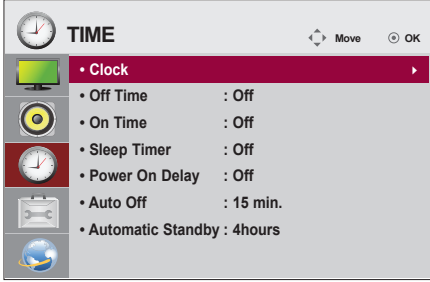 TIME
Move
OK
• Clock
• Off Time : Off
• On Time : Off
• Sleep Timer : Off
• Power On Delay : Off
• Auto Off : 15 min.
• Automatic Standby : 4hours